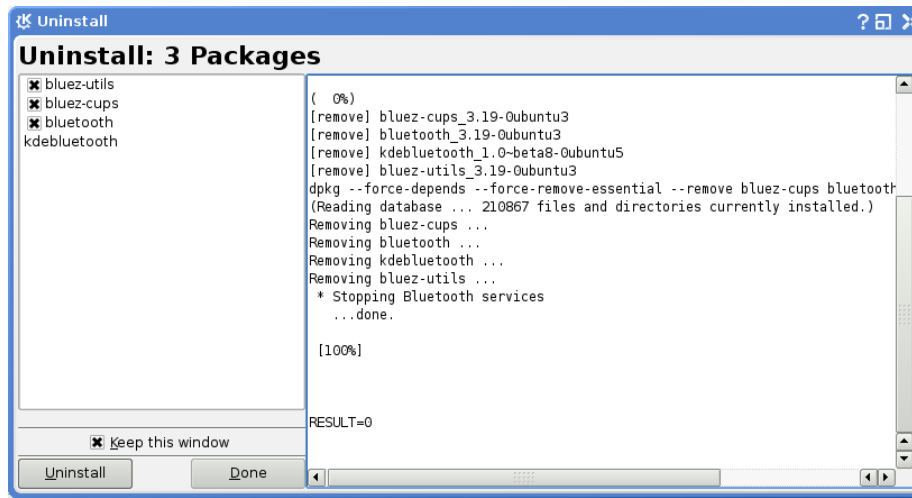 Uninstall
Uninstall: 3 Packages
bluez-utils
bluez-cups
bluetooth
kdebluetooth
( 0%)
[remove] bluez-cups_3.19-0ubuntu3
[remove] bluetooth_3.19-0ubuntu3
[remove] kdebluetooth_1.0~beta8-0ubuntu5
[remove] bluez-utils_3.19-0ubuntu3
dpkg --force-depends --force-remove-essential --remove bluez-cups bluetooth
(Reading database ... 210867 files and directories currently installed.)
Removing bluez-cups ...
Removing bluetooth ...
Removing kdebluetooth ...
Removing bluez-utils ...
* Stopping Bluetooth services
...done.
[100%]
RESULT=0
Keep this window
Uninstall
Done